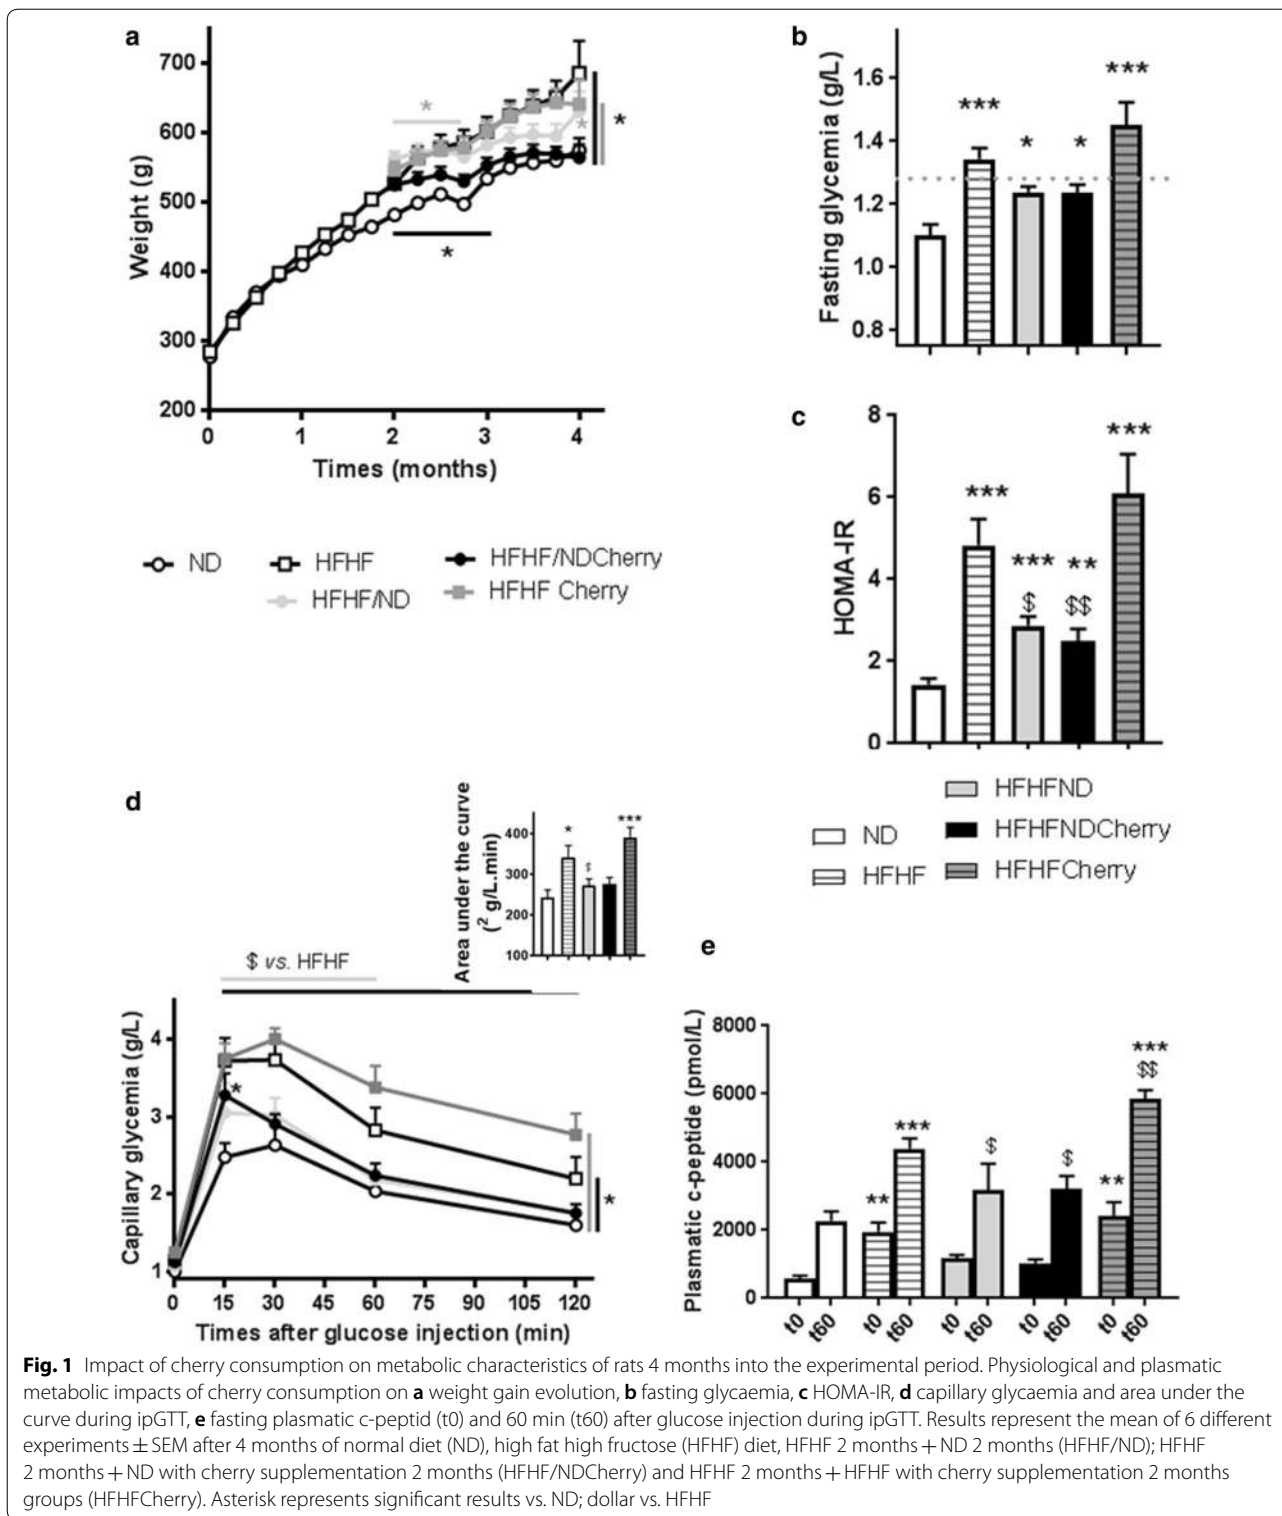 a
700
600
500
400
300
200
Weight (g)
*
*
*
*
0 1 2 3 4
Times (months)
ND HFHF HFHF/NDCherry
HFHF/ND HFHF Cherry
b
Fasting glycemia (g/L)
1.6
1.4
1.2
1.0
0.8
*** * * ***
c
HOMA-IR
8
6
4
2
0
*** *** ** ***
$ $$
HFHFND
ND HFHFNDCherry
HFHF HFHFCherry
d
Area under the curve
(² g/L.min)
400
300
200
100
* $ ***
$ vs. HFHF
Capillary glycemia (g/L)
4
3
2
1
*
*
0 15 30 45 60 75 90 105 120
Times after glucose injection (min)
e
Plasmatic c-peptide (pmol/L)
8000
6000
4000
2000
0
** *** $ $ ** ***
$$
t0 t60 t0 t60 t0 t60 t0 t60 t0 t60
Fig. 1 Impact of cherry consumption on metabolic characteristics of rats 4 months into the experimental period. Physiological and plasmatic
metabolic impacts of cherry consumption on a weight gain evolution, b fasting glycaemia, c HOMA-IR, d capillary glycaemia and area under the
curve during ipGTT, e fasting plasmatic c-peptid (t0) and 60 min (t60) after glucose injection during ipGTT. Results represent the mean of 6 different
experiments ± SEM after 4 months of normal diet (ND), high fat high fructose (HFHF) diet, HFHF 2 months + ND 2 months (HFHF/ND); HFHF
2 months + ND with cherry supplementation 2 months (HFHF/NDCherry) and HFHF 2 months + HFHF with cherry supplementation 2 months
groups (HFHFCherry). Asterisk represents significant results vs. ND; dollar vs. HFHF